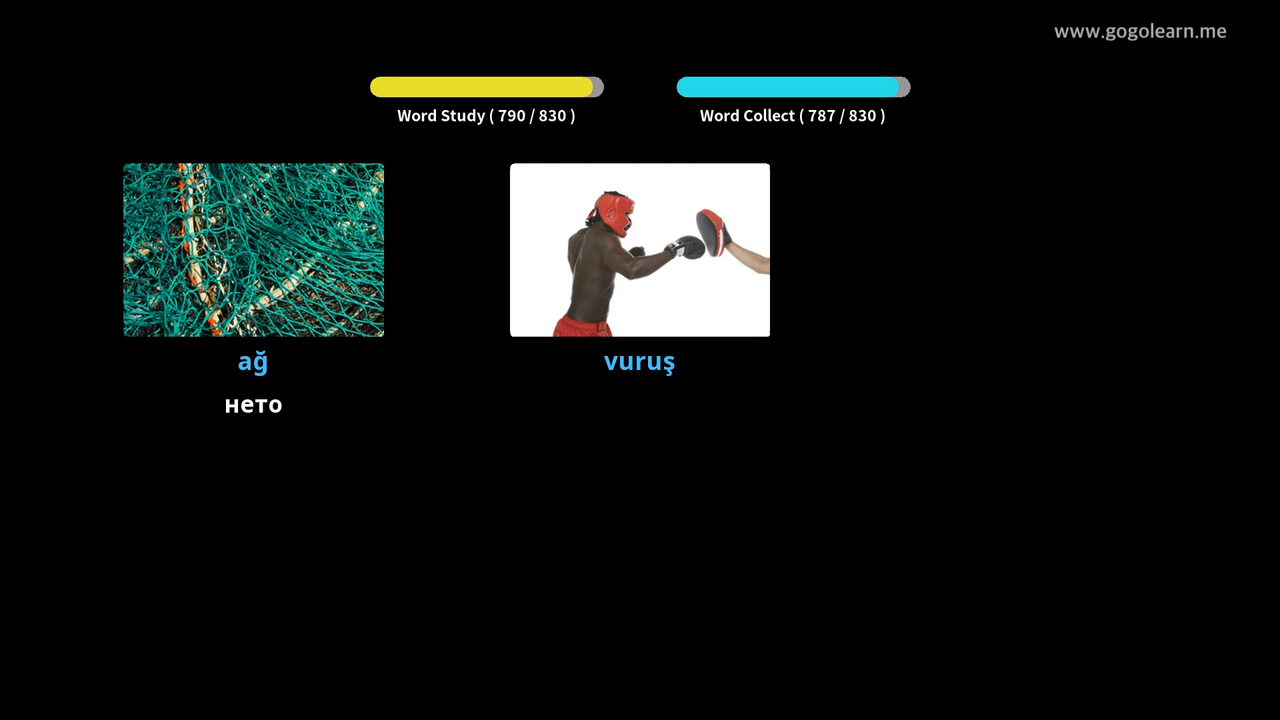 www.gogolearn.me
Word Study ( 790 / 830 )
Word Collect ( 787 / 830 )
ağ
vuruş
нето